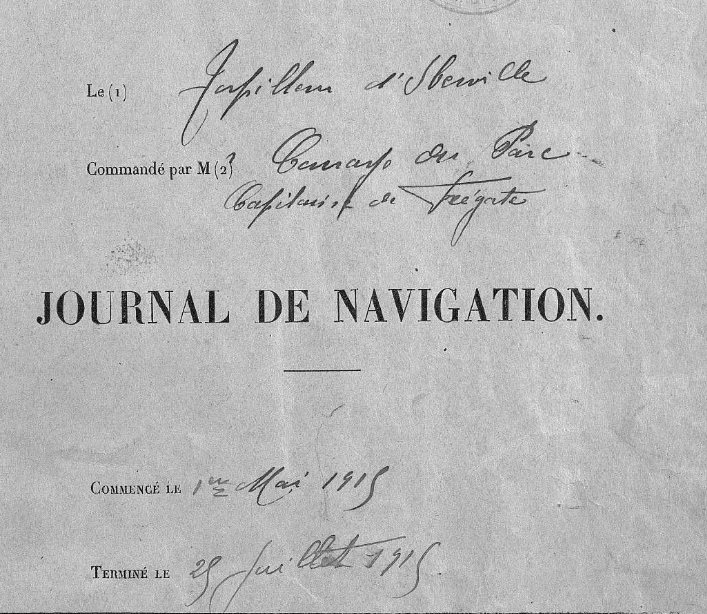 Le (1) Torpilleur d'Iberville
Commandé par M (2) du Parc
Capitaine de Frégate
JOURNAL DE NAVIGATION.
COMMENCÉ LE 1er Mai 1915
TERMINÉ LE 25 Juillet 1915.